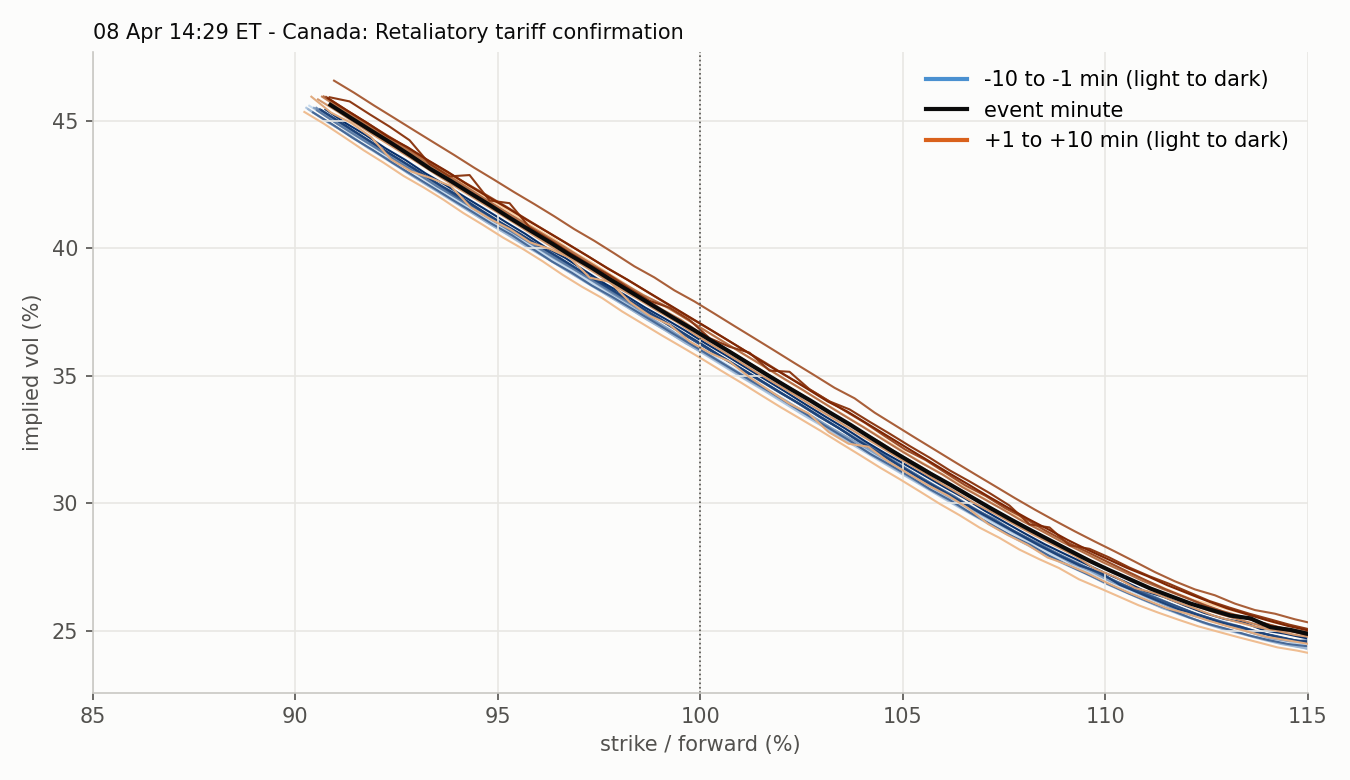 08 Apr 14:29 ET - Canada: Retaliatory tariff confirmation
-10 to -1 min (light to dark)
event minute
+1 to +10 min (light to dark)
implied vol (%)
45
40
35
30
25
85 90 95 100 105 110 115
strike / forward (%)